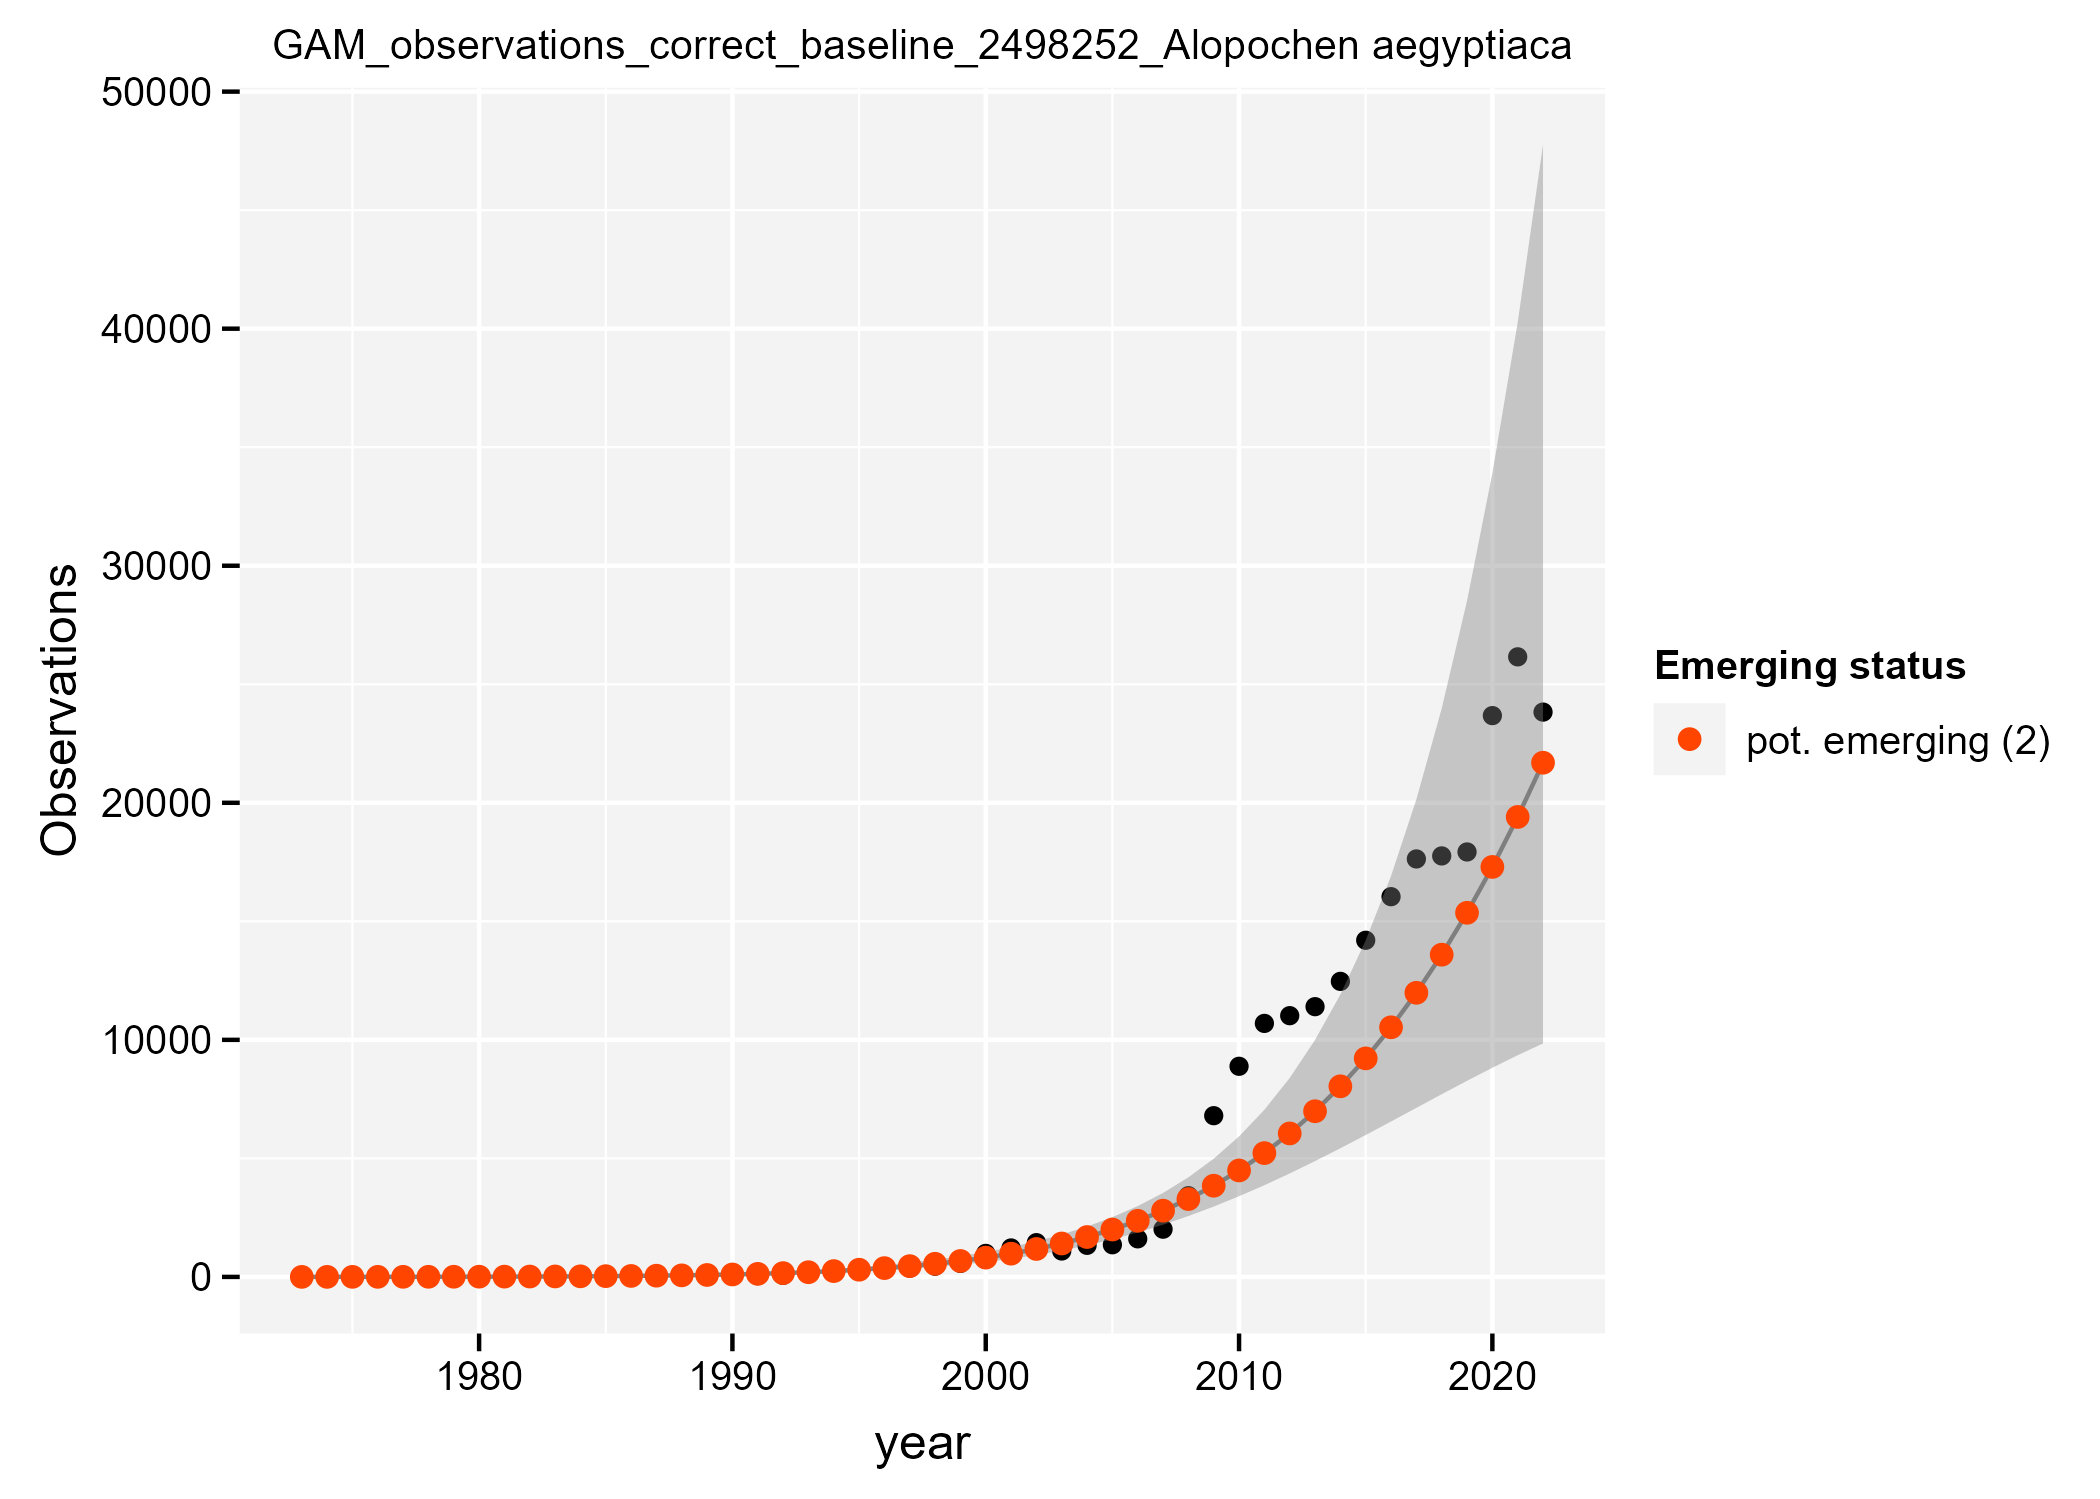 GAM_observations_correct_baseline_2498252_Alopochen aegyptiaca
50000
40000
30000
20000
10000
0
Observations
1980 1990 2000 2010 2020
year
Emerging status
pot. emerging (2)